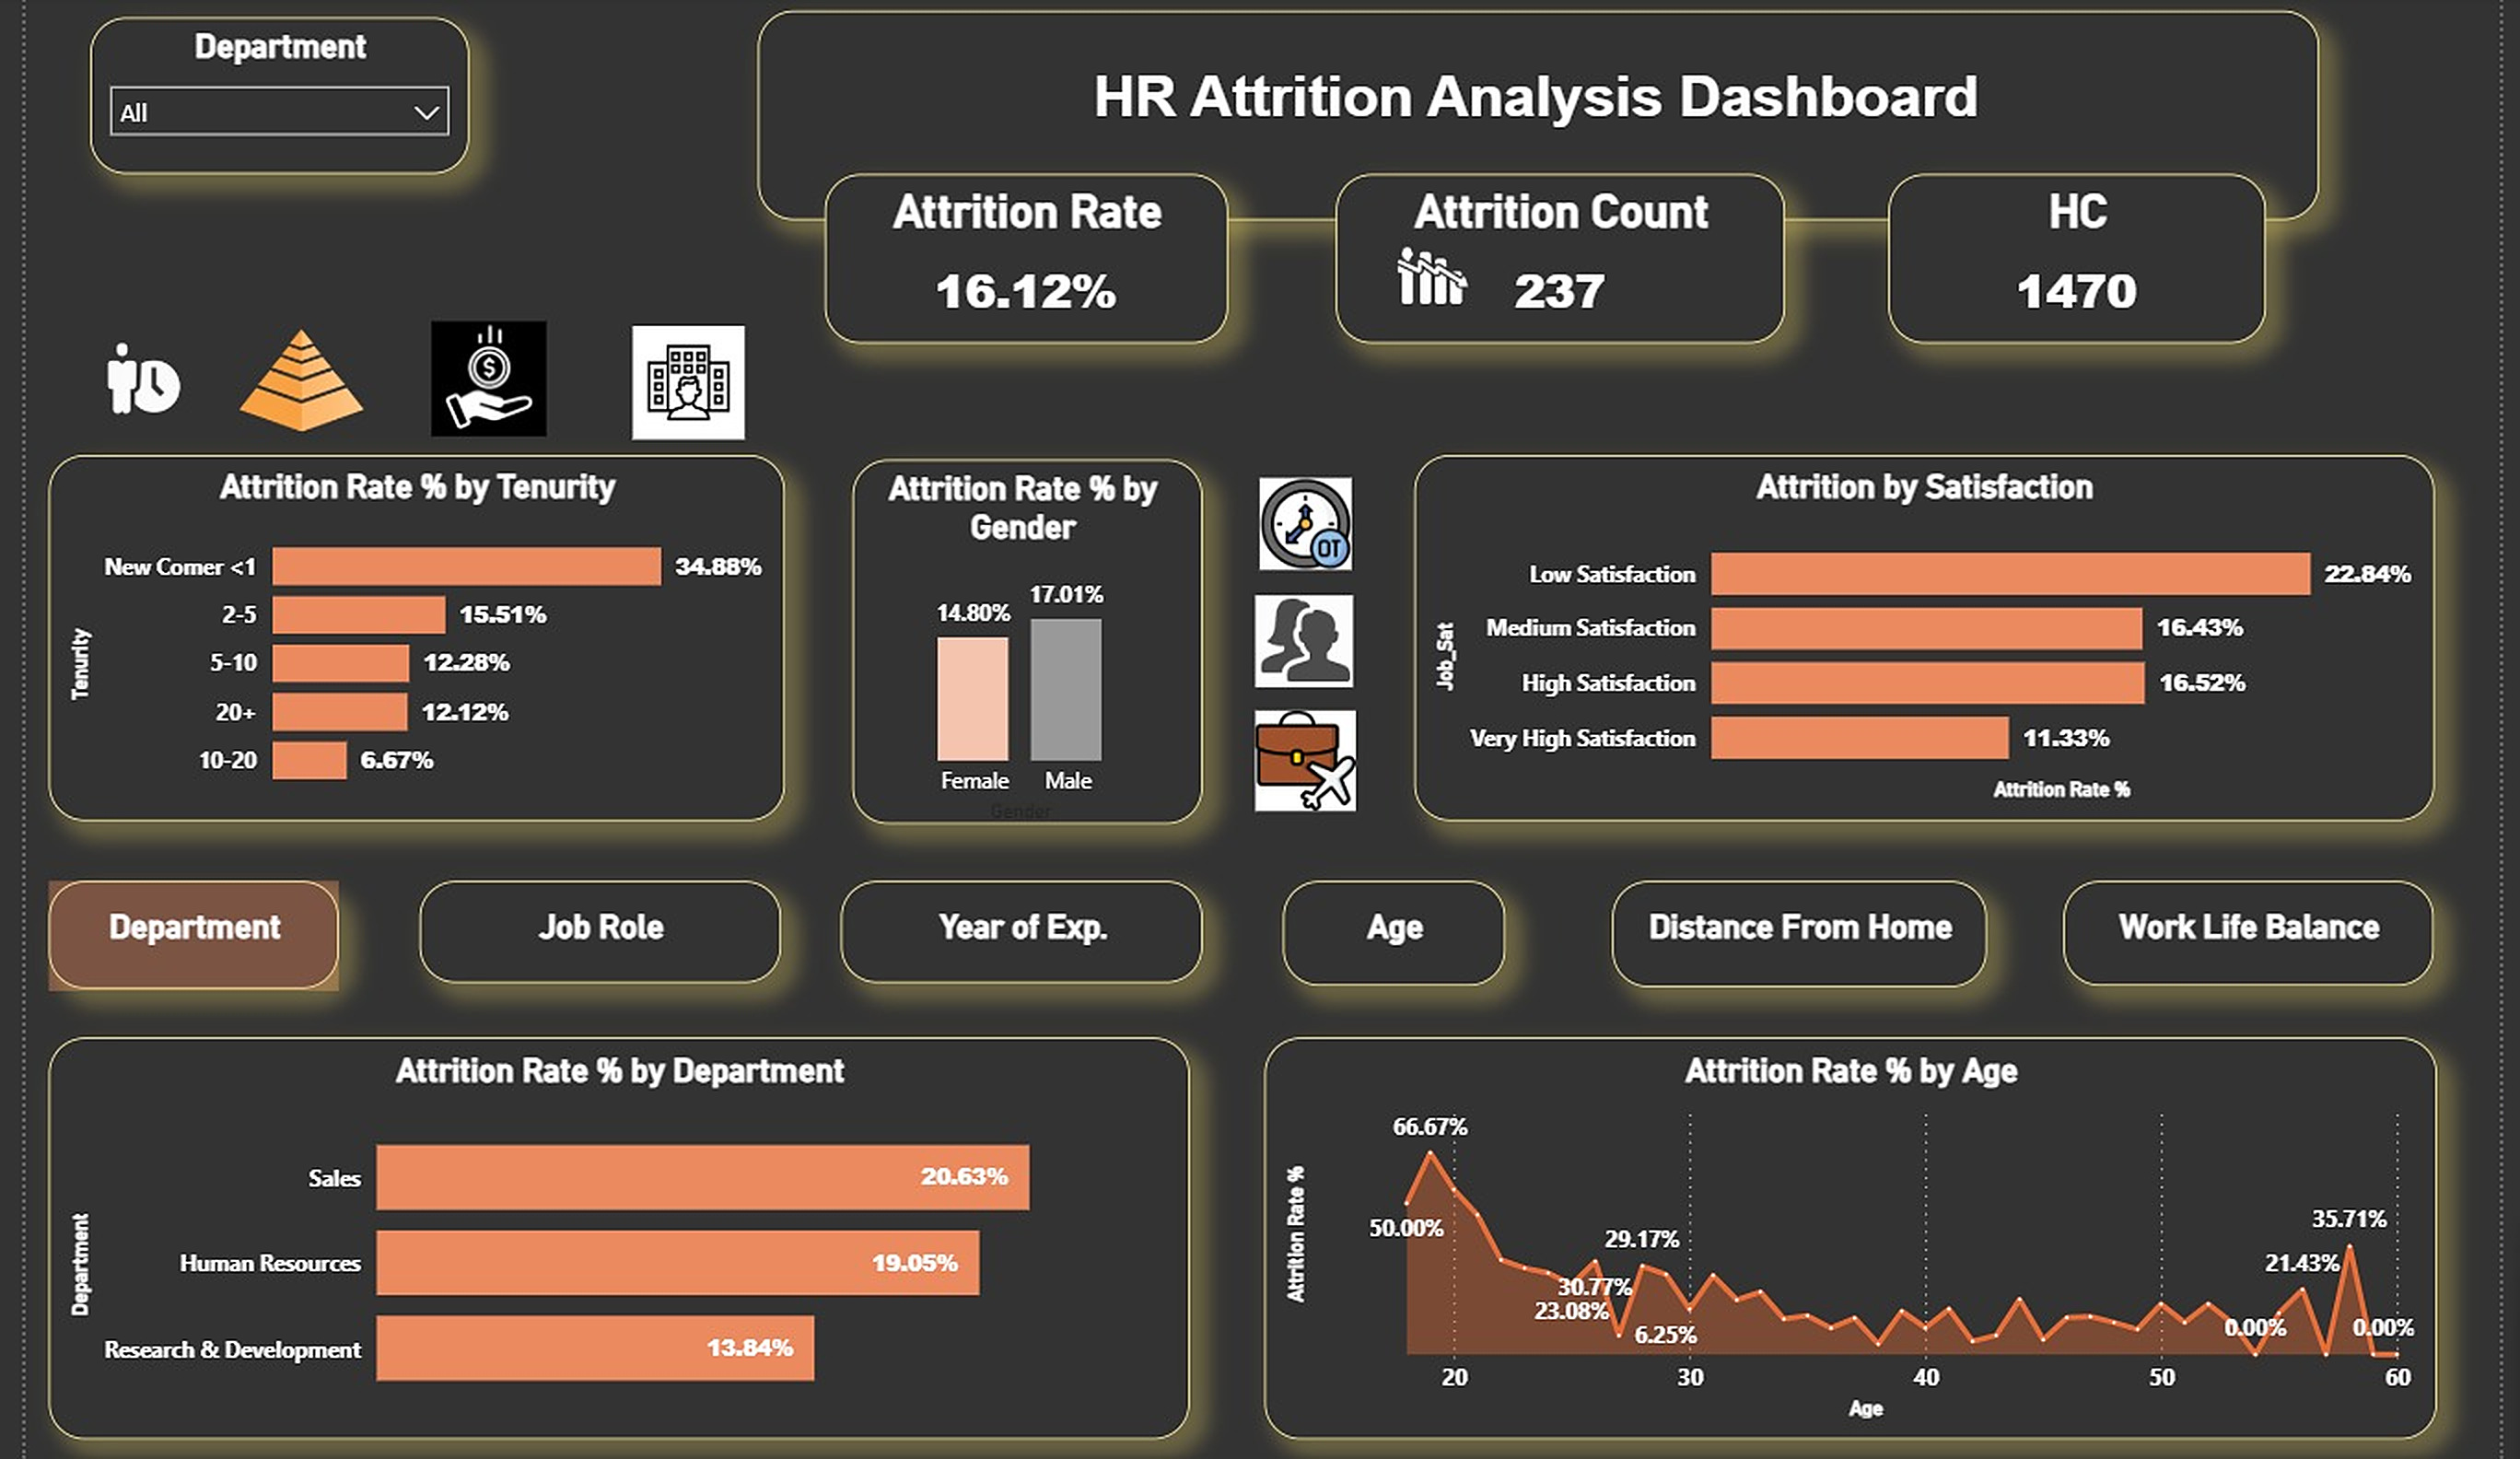 Department
All
HR Attrition Analysis Dashboard
Attrition Rate
16.12%
Attrition Count
237
HC
1470
Attrition Rate % by Tenurity
Tenurity
New Comer <1
34.88%
2-5
15.51%
5-10
12.28%
20+
12.12%
10-20
6.67%
Attrition Rate % by
Gender
14.80%
17.01%
Female
Male
Gender
OT
Attrition by Satisfaction
Job_Sat
Low Satisfaction
22.84%
Medium Satisfaction
16.43%
High Satisfaction
16.52%
Very High Satisfaction
11.33%
Attrition Rate %
Department
Job Role
Year of Exp.
Age
Distance From Home
Work Life Balance
Attrition Rate % by Department
Department
Sales
20.63%
Human Resources
19.05%
Research & Development
13.84%
Attrition Rate % by Age
Attrition Rate %
66.67%
50.00%
29.17%
30.77%
23.08%
6.25%
35.71%
21.43%
0.00%
0.00%
20
30
40
50
60
Age